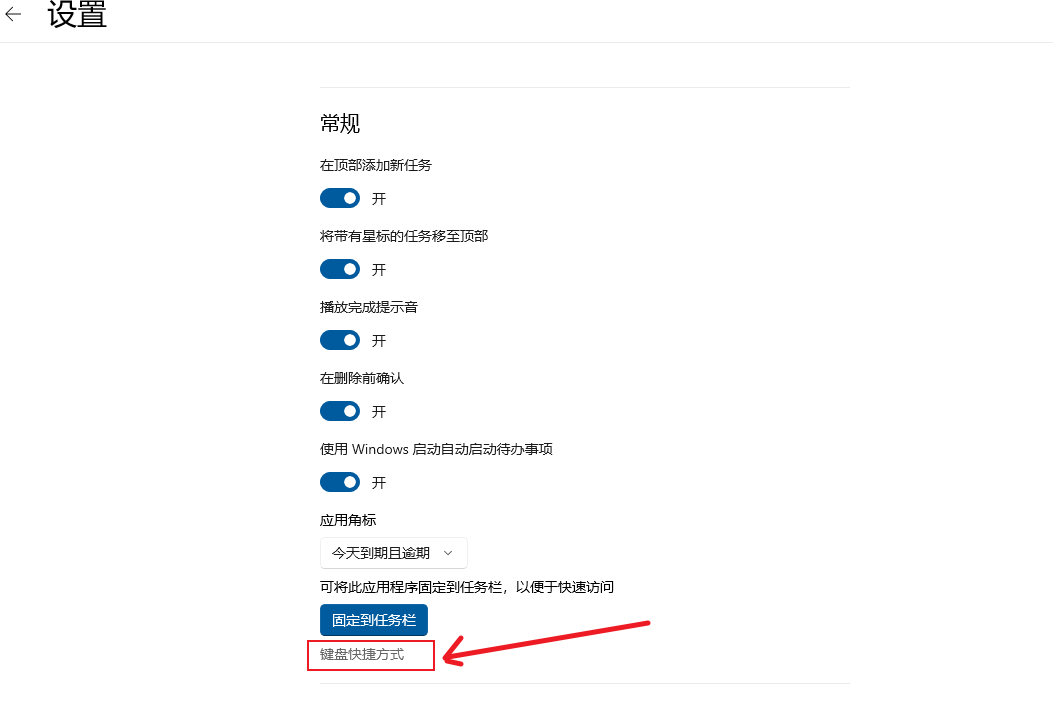 设置
常规
在顶部添加新任务
开
将带有星标的任务移至顶部
开
播放完成提示音
开
在删除前确认
开
使用 Windows 启动自动启动待办事项
开
应用角标
今天到期且逾期
可将此应用程序固定到任务栏，以便于快速访问
固定到任务栏
键盘快捷方式